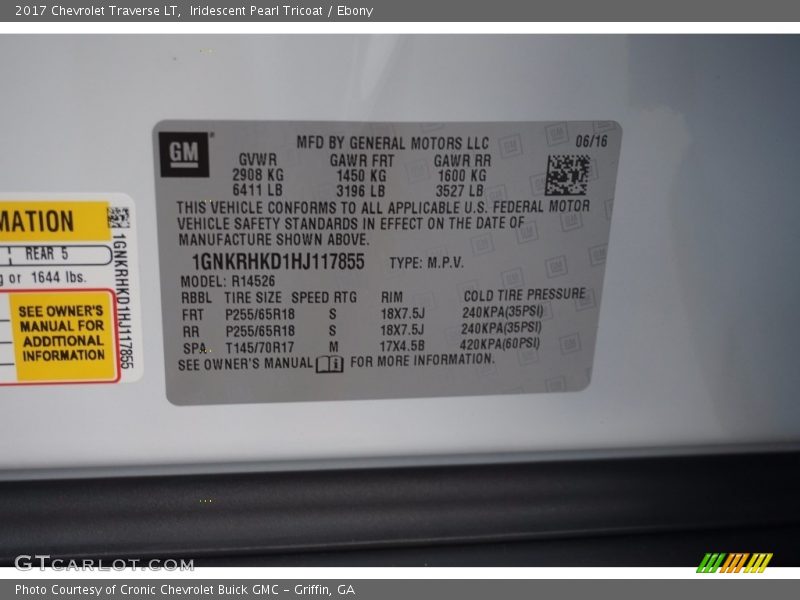 2017 Chevrolet Traverse LT, Iridescent Pearl Tricoat / Ebony
GM
MFD BY GENERAL MOTORS LLC 06/16
GVWR GAWR FRT GAWR RR
2908 KG 1450 KG 1600 KG
6411 LB 3196 LB 3527 LB
THIS VEHICLE CONFORMS TO ALL APPLICABLE U.S. FEDERAL MOTOR
VEHICLE SAFETY STANDARDS IN EFFECT ON THE DATE OF
MANUFACTURE SHOWN ABOVE.
1GNKRHKD1HJ117855 TYPE: M.P.V.
MODEL: R14526
RBBL TIRE SIZE SPEED RTG RIM COLD TIRE PRESSURE
FRT P255/65R18 S 18X7.5J 240KPA(35PSI)
RR P255/65R18 S 18X7.5J 240KPA(35PSI)
SPA T145/70R17 M 17X4.5B 420KPA(60PSI)
SEE OWNER'S MANUAL FOR MORE INFORMATION.
MATION
REAR 5
g or 1644 lbs.
SEE OWNER'S
MANUAL FOR
ADDITIONAL
INFORMATION
1GNKRHKD1HJ117855
GTCARLOT.COM
Photo Courtesy of Cronic Chevrolet Buick GMC - Griffin, GA